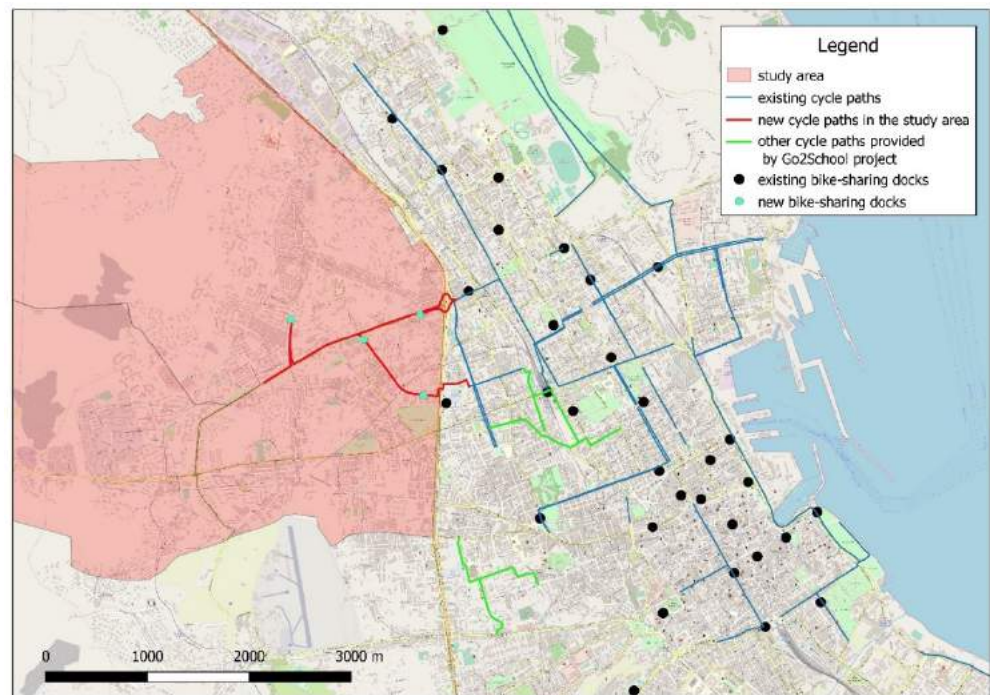 Legend
study area
existing cycle paths
new cycle paths in the study area
other cycle paths provided
by Go2School project
existing bike-sharing docks
new bike-sharing docks
0 1000 2000 3000 m